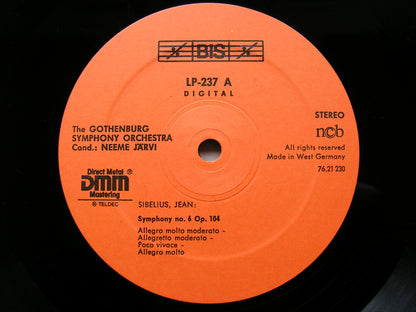 BIS
LP-237 A
DIGITAL
The GOTHENBURG
SYMPHONY ORCHESTRA
Cond.: NEEME JÄRVI
STEREO
ncb
All rights reserved
Made in West Germany
76.21 230
Direct Metal ®
DMM
Mastering
© TELDEC
SIBELIUS, JEAN:
Symphony no. 6 Op. 104
Allegro molto moderato -
Allegretto moderato -
Poco vivace -
Allegro molto